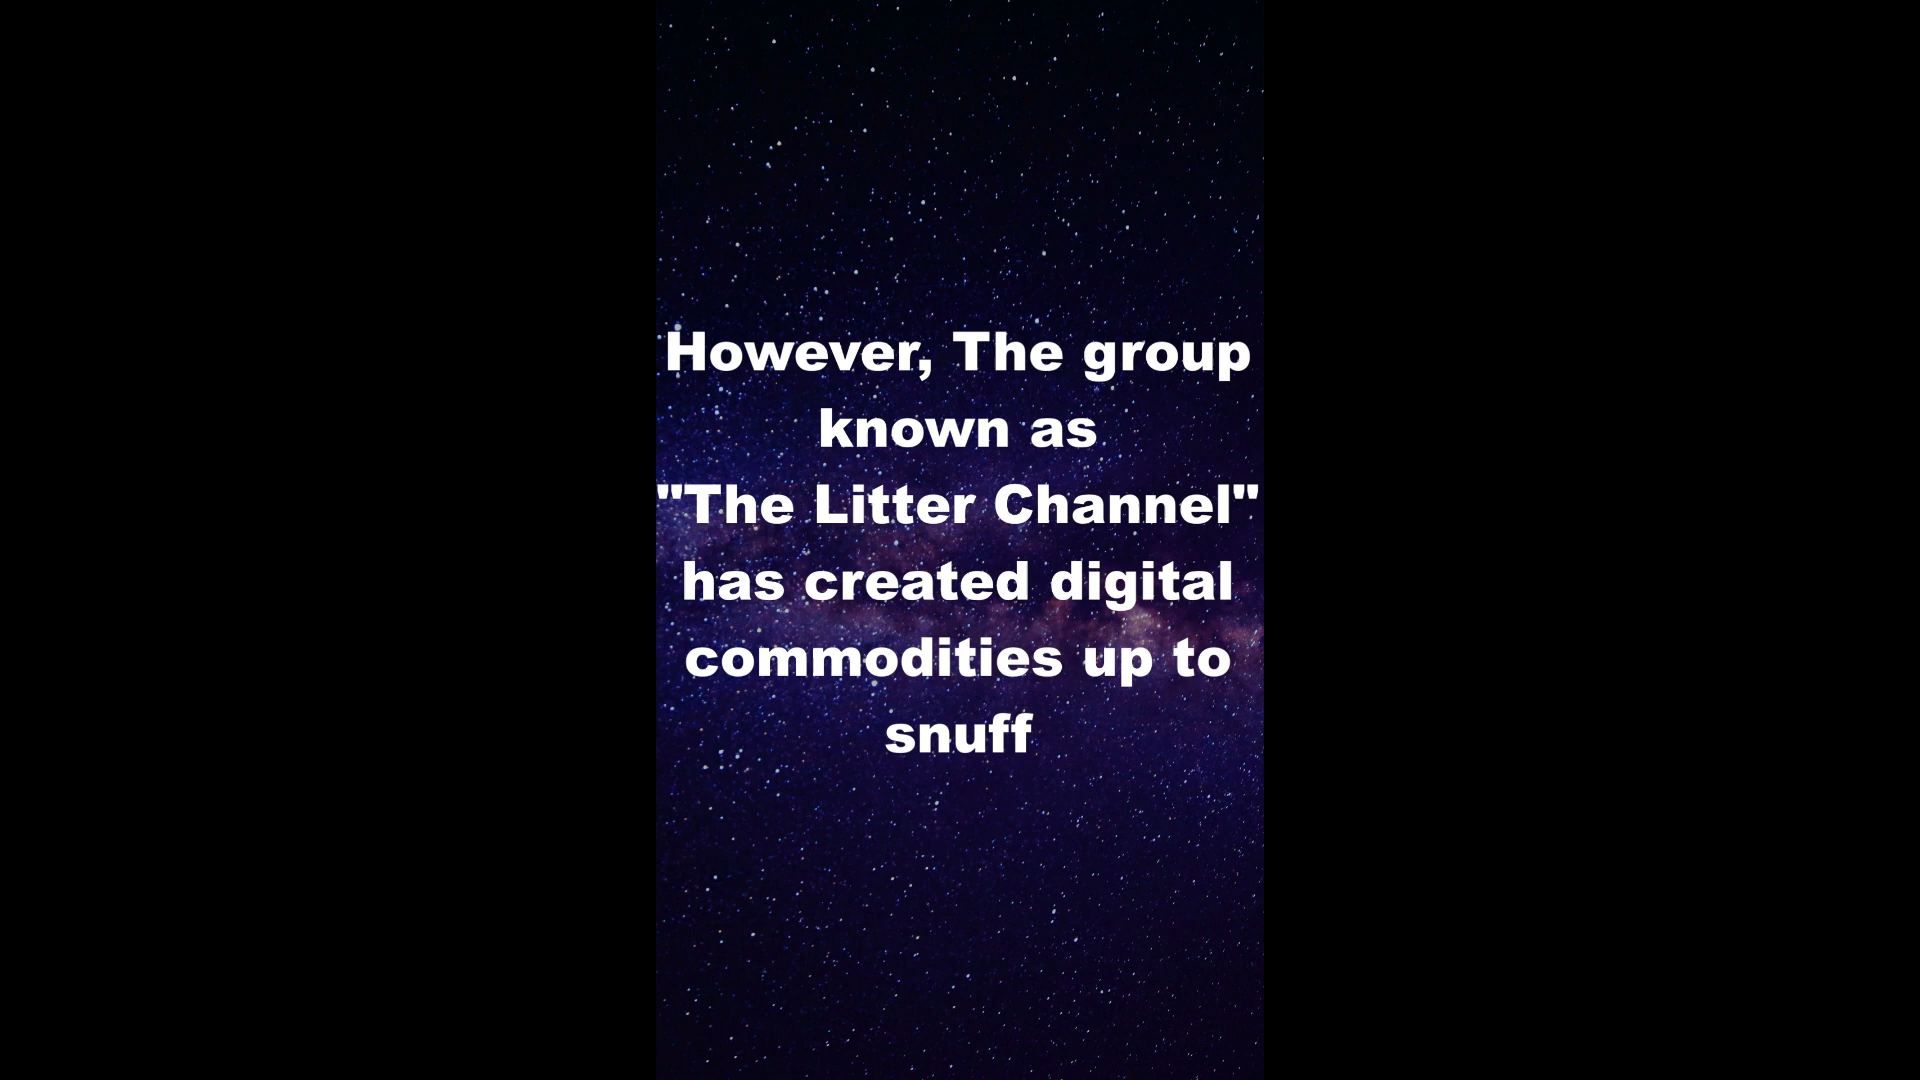 However, The group
known as
"The Litter Channel"
has created digital
commodities up to
snuff